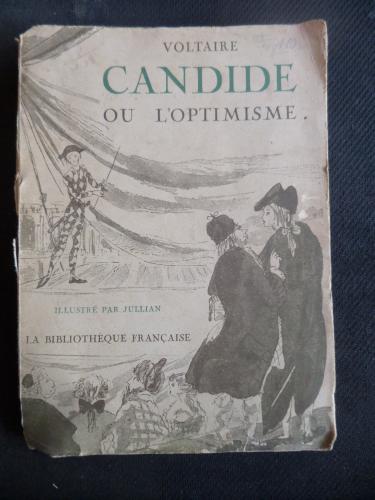 VOLTAIRE
CANDIDE
OU L'OPTIMISME.
ILLUSTRÉ PAR JULLIAN
LA BIBLIOTHÈQUE FRANÇAISE